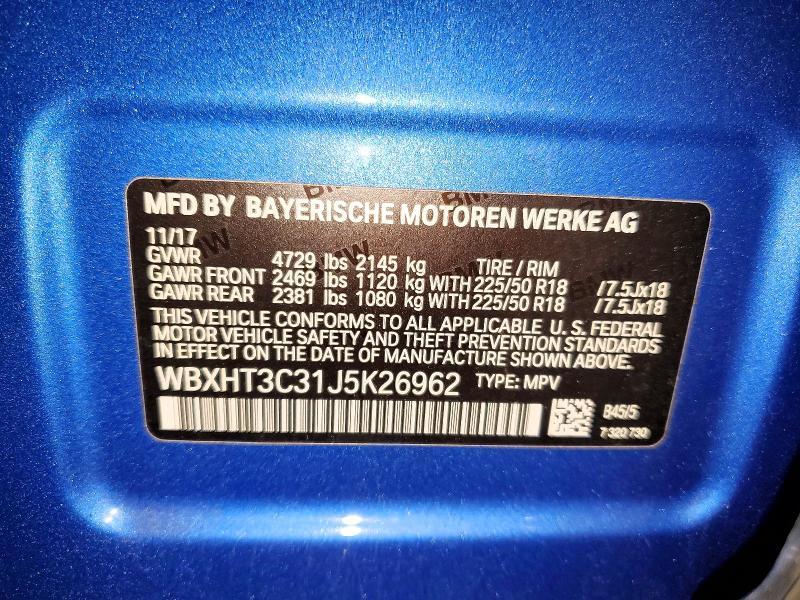 MFD BY BAYERISCHE MOTOREN WERKE AG
11/17
GVWR 4729 lbs 2145 kg TIRE / RIM
GAWR FRONT 2469 lbs 1120 kg WITH 225/50 R18 /7.5Jx18
GAWR REAR 2381 lbs 1080 kg WITH 225/50 R18 /7.5Jx18
THIS VEHICLE CONFORMS TO ALL APPLICABLE U.S. FEDERAL
MOTOR VEHICLE SAFETY AND THEFT PREVENTION STANDARDS
IN EFFECT ON THE DATE OF MANUFACTURE SHOWN ABOVE.
WBXHT3C31J5K26962 TYPE: MPV
B45/5
7 320 730